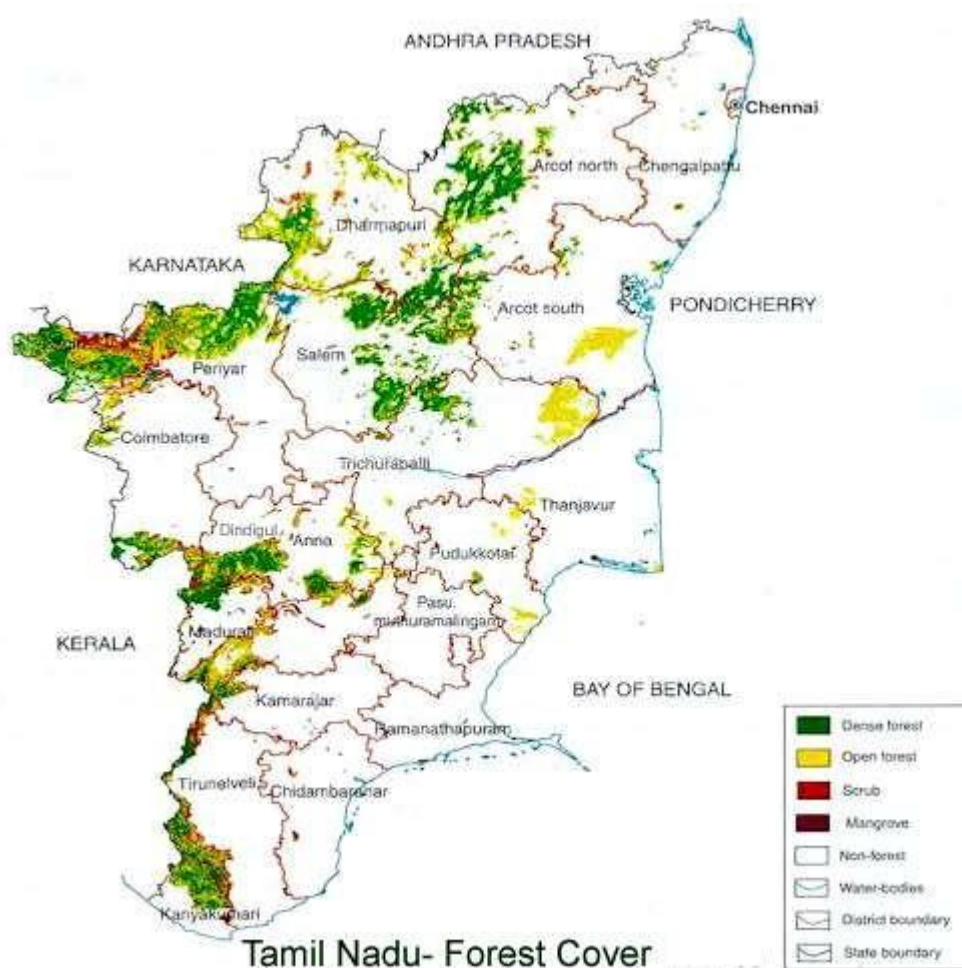 ANDHRA PRADESH
Chennai
Arcot north
Chengalpattu
Dharmapuri
KARNATAKA
PONDICHERRY
Arcot south
Salem
Periyar
Coimbatore
Trichurapalli
Thanjavur
Dindigul
Anna
Pudukkotai
Pasu.
muthuramalingam
Madurai
KERALA
BAY OF BENGAL
Kamarajar
Ramanathapuram
Tirunelveli
Chidambaranar
Kanyakumari
Dense forest
Open forest
Scrub
Mangrove
Non-forest
Water-bodies
District boundary
State boundary
Tamil Nadu- Forest Cover